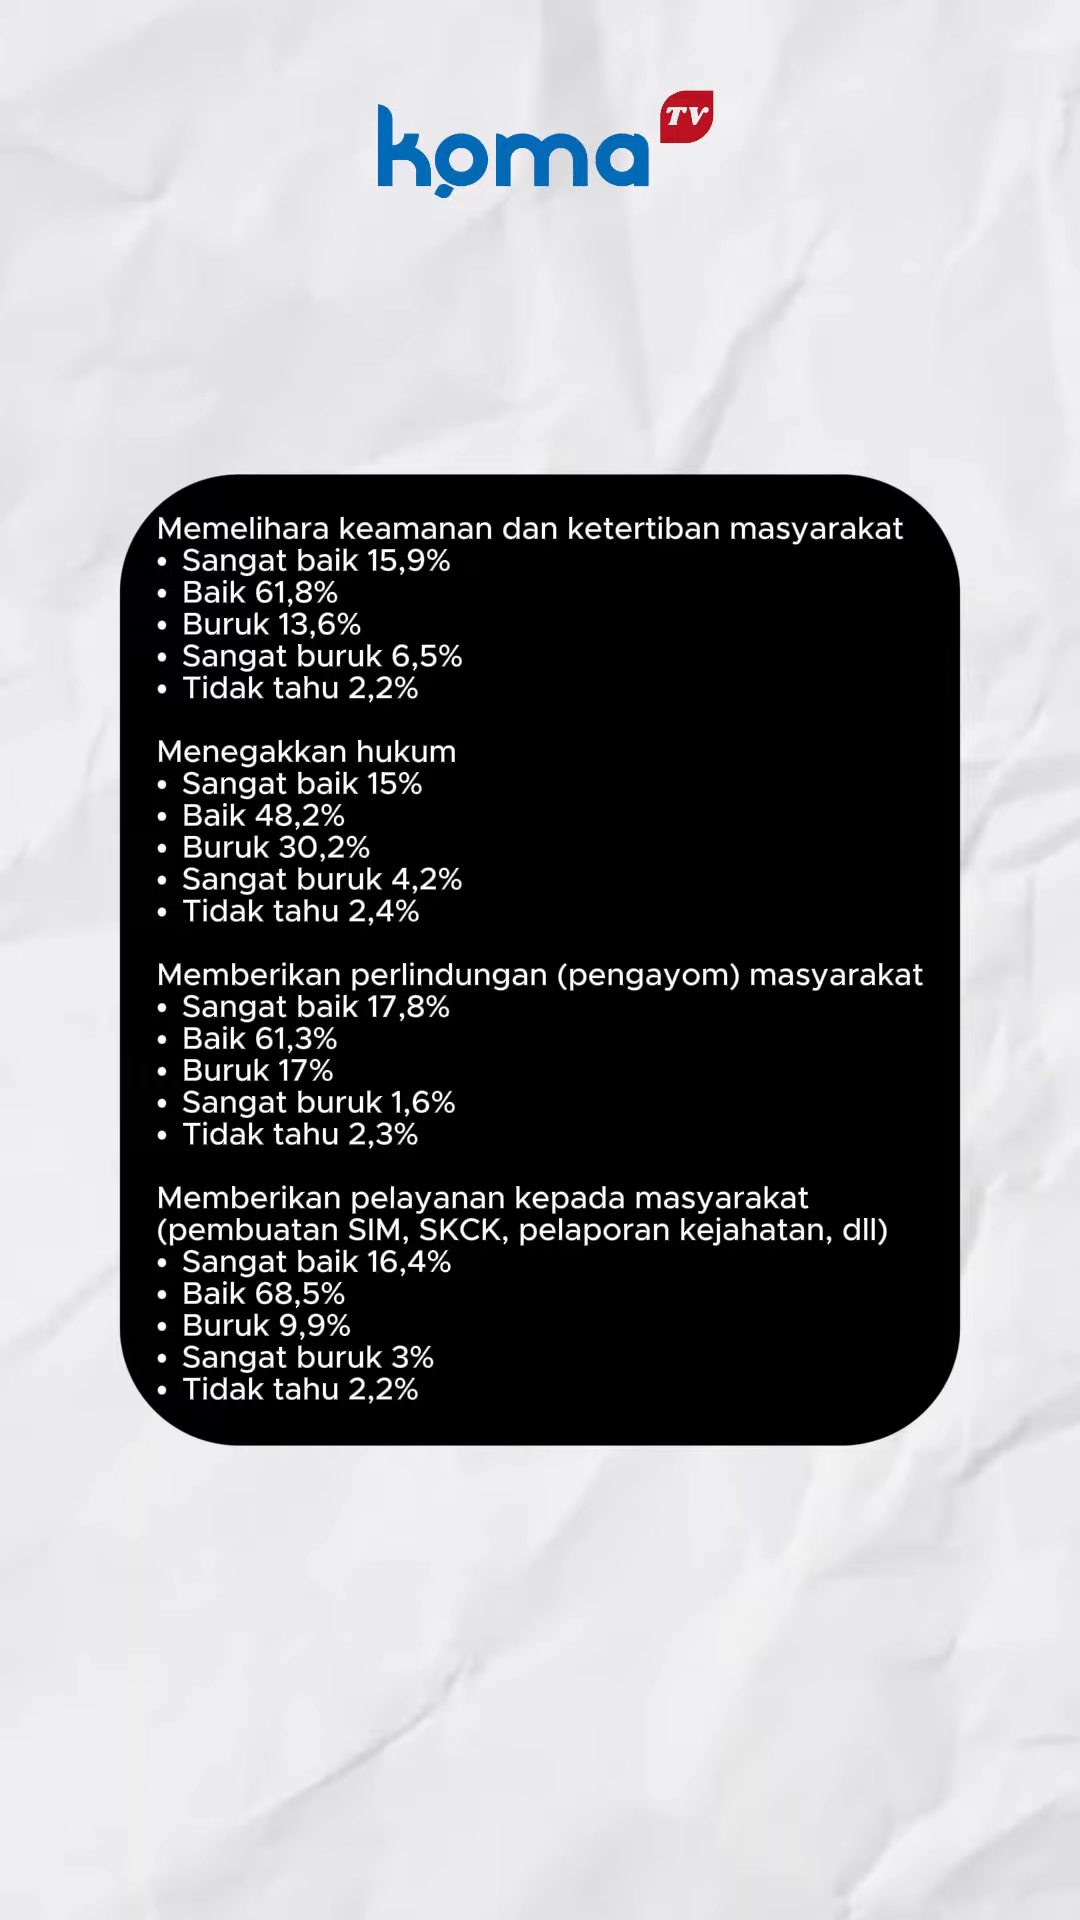 koma TV
Memelihara keamanan dan ketertiban masyarakat
• Sangat baik 15,9%
• Baik 61,8%
• Buruk 13,6%
• Sangat buruk 6,5%
• Tidak tahu 2,2%
Menegakkan hukum
• Sangat baik 15%
• Baik 48,2%
• Buruk 30,2%
• Sangat buruk 4,2%
• Tidak tahu 2,4%
Memberikan perlindungan (pengayom) masyarakat
• Sangat baik 17,8%
• Baik 61,3%
• Buruk 17%
• Sangat buruk 1,6%
• Tidak tahu 2,3%
Memberikan pelayanan kepada masyarakat
(pembuatan SIM, SKCK, pelaporan kejahatan, dll)
• Sangat baik 16,4%
• Baik 68,5%
• Buruk 9,9%
• Sangat buruk 3%
• Tidak tahu 2,2%